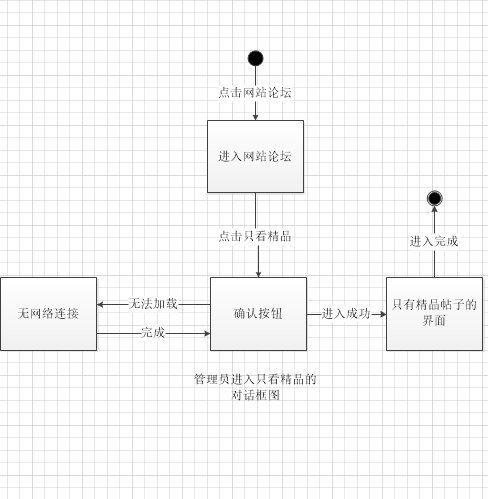 点击网站论坛
进入网站论坛
点击只看精品
进入完成
无网络连接
无法加载
完成
确认按钮
进入成功
只有精品帖子的
界面
管理员进入只看精品的
对话框图